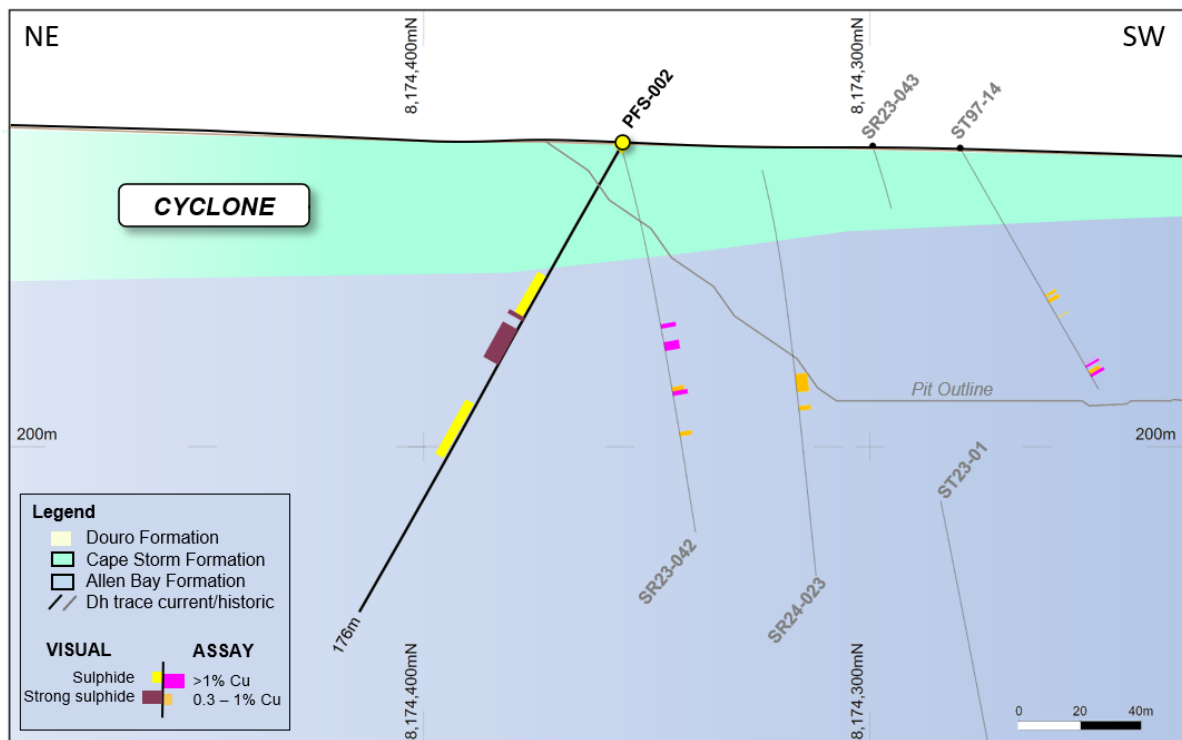 NE
SW
8,174,400mN
8,174,300mN
PFS-002
SR23-043
ST97-14
CYCLONE
Pit Outline
200m
200m
ST23-01
SR23-042
SR24-023
176m
Legend
Douro Formation
Cape Storm Formation
Allen Bay Formation
Dh trace current/historic
VISUAL ASSAY
Sulphide >1% Cu
Strong sulphide 0.3 – 1% Cu
8,174,400mN
8,174,300mN
0 20 40m